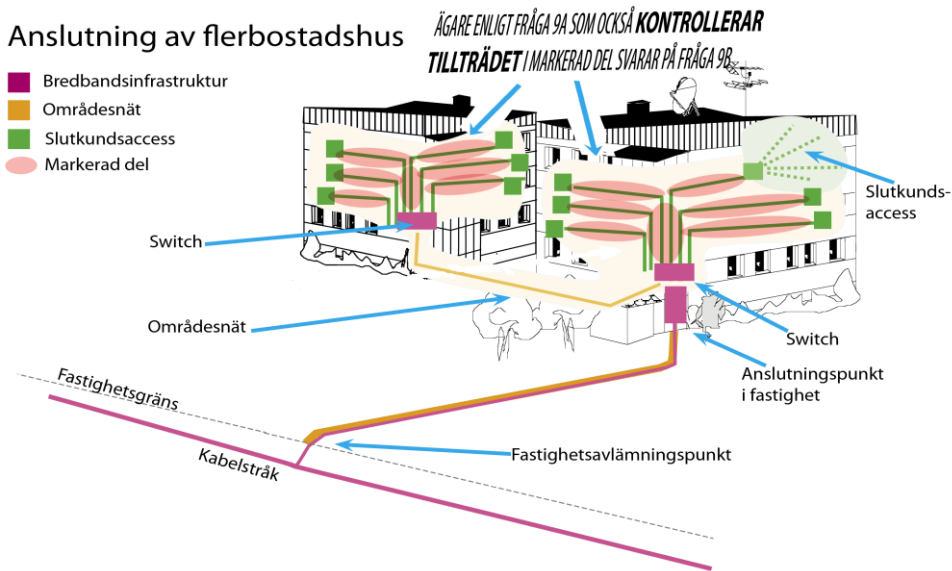 Anslutning av flerbostadshus
ÄGARE ENLIGT FRÅGA 9A SOM OCKSÅ KONTROLLERAR
TILLTRÄDET I MARKERAD DEL SVARAR PÅ FRÅGA 9B
Bredbandsinfrastruktur
Områdesnät
Slutkundsaccess
Markerad del
Slutkunds-
access
Switch
Områdesnät
Switch
Anslutningspunkt
i fastighet
Fastighetsgräns
Fastighetsavlämningspunkt
Kabelstråk